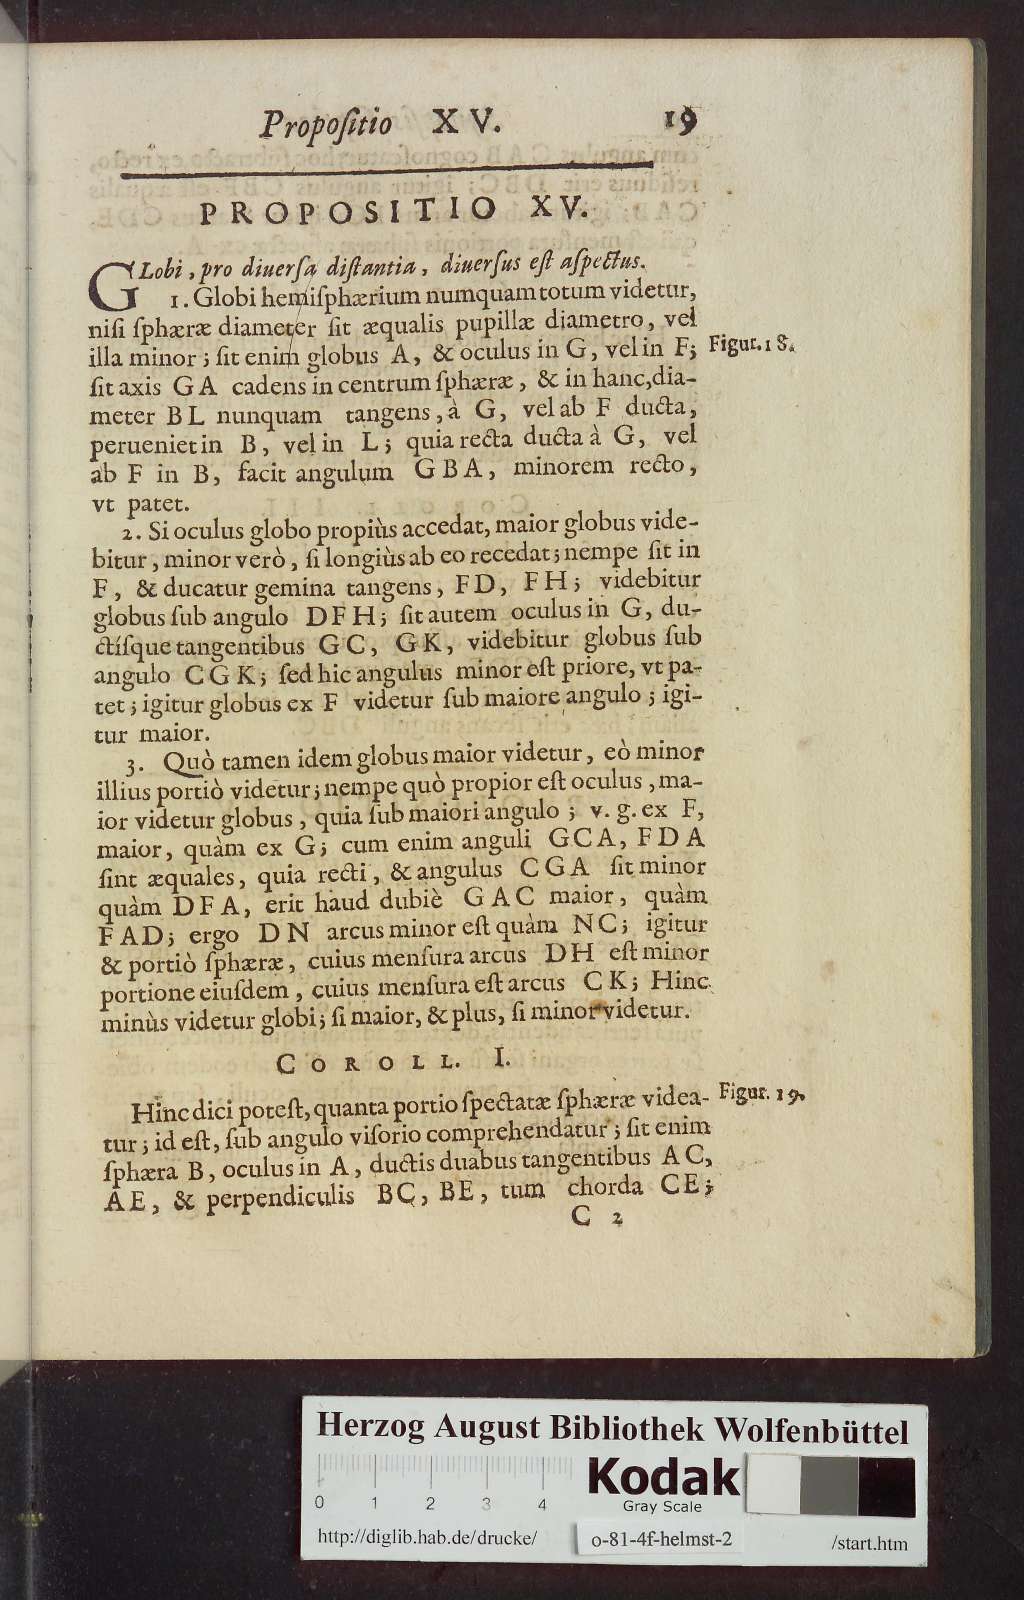 Propoſitio XV. 19
PROPOSITIO XV.
GLobi, pro diuerſa diſtantia, diuerſus eſt aſpectus.
1. Globi hemiſphærium numquam totum videtur,
niſi ſphæræ diameter ſit æqualis pupillæ diametro, vel
illa minor; ſit enim globus A, & oculus in G, vel in F;
Figur. 18.
ſit axis GA cadens in centrum ſphæræ, & in hanc, dia-
meter BL nunquam tangens, à G, vel ab F ducta,
perueniet in B, vel in L; quia recta ducta à G, vel
ab F in B, facit angulum GBA, minorem recto,
vt patet.
2. Si oculus globo propiùs accedat, maior globus vide-
bitur, minor verò, ſi longiùs ab eo recedat; nempe ſit in
F, & ducatur gemina tangens, FD, FH; videbitur
globus ſub angulo DFH; ſit autem oculus in G, du-
ctíſque tangentibus GC, GK, videbitur globus ſub
angulo CGK; ſed hic angulus minor eſt priore, vt pa-
tet; igitur globus ex F videtur ſub maiore angulo; igi-
tur maior.
3. Quò tamen idem globus maior videtur, eò minor
illius portiò videtur; nempe quò propior eſt oculus, ma-
ior videtur globus, quia ſub maiori angulo; v. g. ex F,
maior, quàm ex G; cum enim anguli GCA, FDA
ſint æquales, quia recti, & angulus CGA ſit minor
quàm DFA, erit haud dubiè GAC maior, quàm
FAD; ergo DN arcus minor eſt quàm NC; igitur
& portiò ſphæræ, cuius menſura arcus DH eſt minor
portione eiuſdem, cuius menſura eſt arcus CK; Hinc
minùs videtur globi; ſi maior, & plus, ſi minor videtur.
COROLL. I.
Hinc dici poteſt, quanta portio ſpectatæ ſphæræ videa-
Figur. 19.
tur; id eſt, ſub angulo viſorio comprehendatur; ſit enim
ſphæra B, oculus in A, ductis duabus tangentibus AC,
AE, & perpendiculis BC, BE, tum chorda CE;
C 2
Herzog August Bibliothek Wolfenbüttel
Kodak
Gray Scale
0 1 2 3 4
http://diglib.hab.de/drucke/ o-81-4f-helmst-2 /start.htm